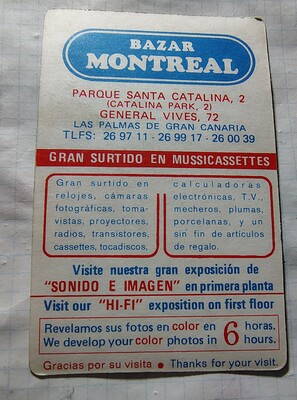 BAZAR
MONTREAL
PARQUE SANTA CATALINA, 2
(CATALINA PARK, 2)
GENERAL VIVES, 72
LAS PALMAS DE GRAN CANARIA
TLFS: 26 97 11 - 26 99 17 - 26 00 39
GRAN SURTIDO EN MUSSICASSETTES
Gran surtido en
relojes, cámaras
fotográficas, toma-
vistas, proyectores,
radios, transistores,
cassettes, tocadiscos,
calculadoras
electrónicas, T.V.,
mecheros, plumas,
porcelanas, y un
sin fin de artículos
de regalo.
Visite nuestra gran exposición de
"SONIDO E IMAGEN" en primera planta
Visit our "HI-FI" exposition on first floor
Revelamos sus fotos en color en 6 horas.
We develop your color photos in 6 hours.
Gracias por su visita • Thanks for your visit.